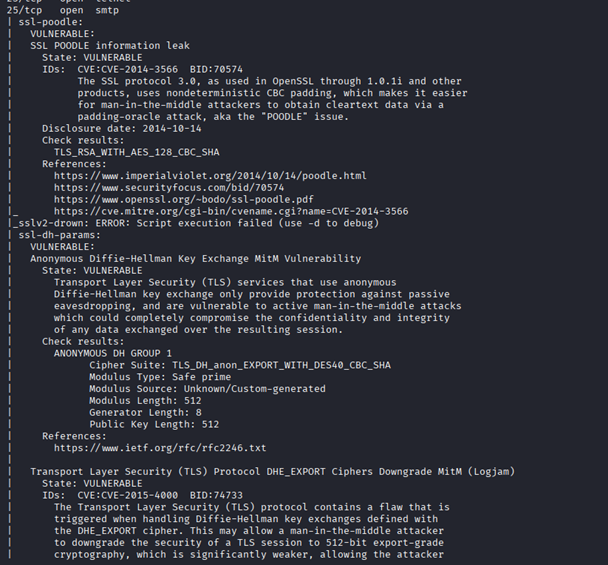 25/tcp open smtp
| ssl-poodle:
| VULNERABLE:
| SSL POODLE information leak
| State: VULNERABLE
| IDs: CVE:CVE-2014-3566 BID:70574
| The SSL protocol 3.0, as used in OpenSSL through 1.0.1i and other
| products, uses nondeterministic CBC padding, which makes it easier
| for man-in-the-middle attackers to obtain cleartext data via a
| padding-oracle attack, aka the "POODLE" issue.
| Disclosure date: 2014-10-14
| Check results:
| TLS_RSA_WITH_AES_128_CBC_SHA
| References:
| https://www.imperialviolet.org/2014/10/14/poodle.html
| https://www.securityfocus.com/bid/70574
| https://www.openssl.org/~bodo/ssl-poodle.pdf
|_ https://cve.mitre.org/cgi-bin/cvename.cgi?name=CVE-2014-3566
|_sslv2-drown: ERROR: Script execution failed (use -d to debug)
| ssl-dh-params:
| VULNERABLE:
| Anonymous Diffie-Hellman Key Exchange MitM Vulnerability
| State: VULNERABLE
| Transport Layer Security (TLS) services that use anonymous
| Diffie-Hellman key exchange only provide protection against passive
| eavesdropping, and are vulnerable to active man-in-the-middle attacks
| which could completely compromise the confidentiality and integrity
| of any data exchanged over the resulting session.
| Check results:
| ANONYMOUS DH GROUP 1
| Cipher Suite: TLS_DH_anon_EXPORT_WITH_DES40_CBC_SHA
| Modulus Type: Safe prime
| Modulus Source: Unknown/Custom-generated
| Modulus Length: 512
| Generator Length: 8
| Public Key Length: 512
| References:
| https://www.ietf.org/rfc/rfc2246.txt
|
| Transport Layer Security (TLS) Protocol DHE_EXPORT Ciphers Downgrade MitM (Logjam)
| State: VULNERABLE
| IDs: CVE:CVE-2015-4000 BID:74733
| The Transport Layer Security (TLS) protocol contains a flaw that is
| triggered when handling Diffie-Hellman key exchanges defined with
| the DHE_EXPORT cipher. This may allow a man-in-the-middle attacker
| to downgrade the security of a TLS session to 512-bit export-grade
| cryptography, which is significantly weaker, allowing the attacker